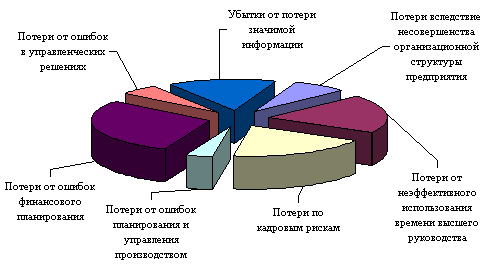 Убытки от потери
значимой
информации
Потери вследствие
несовершенства
организационной
структуры
предприятия
Потери от ошибок
в управленческих
решениях
Потери от ошибок
финансового
планирования
Потери от ошибок
планирования и
управления
производством
Потери по
кадровым рискам
Потери от
неэффективного
использования
времени высшего
руководства